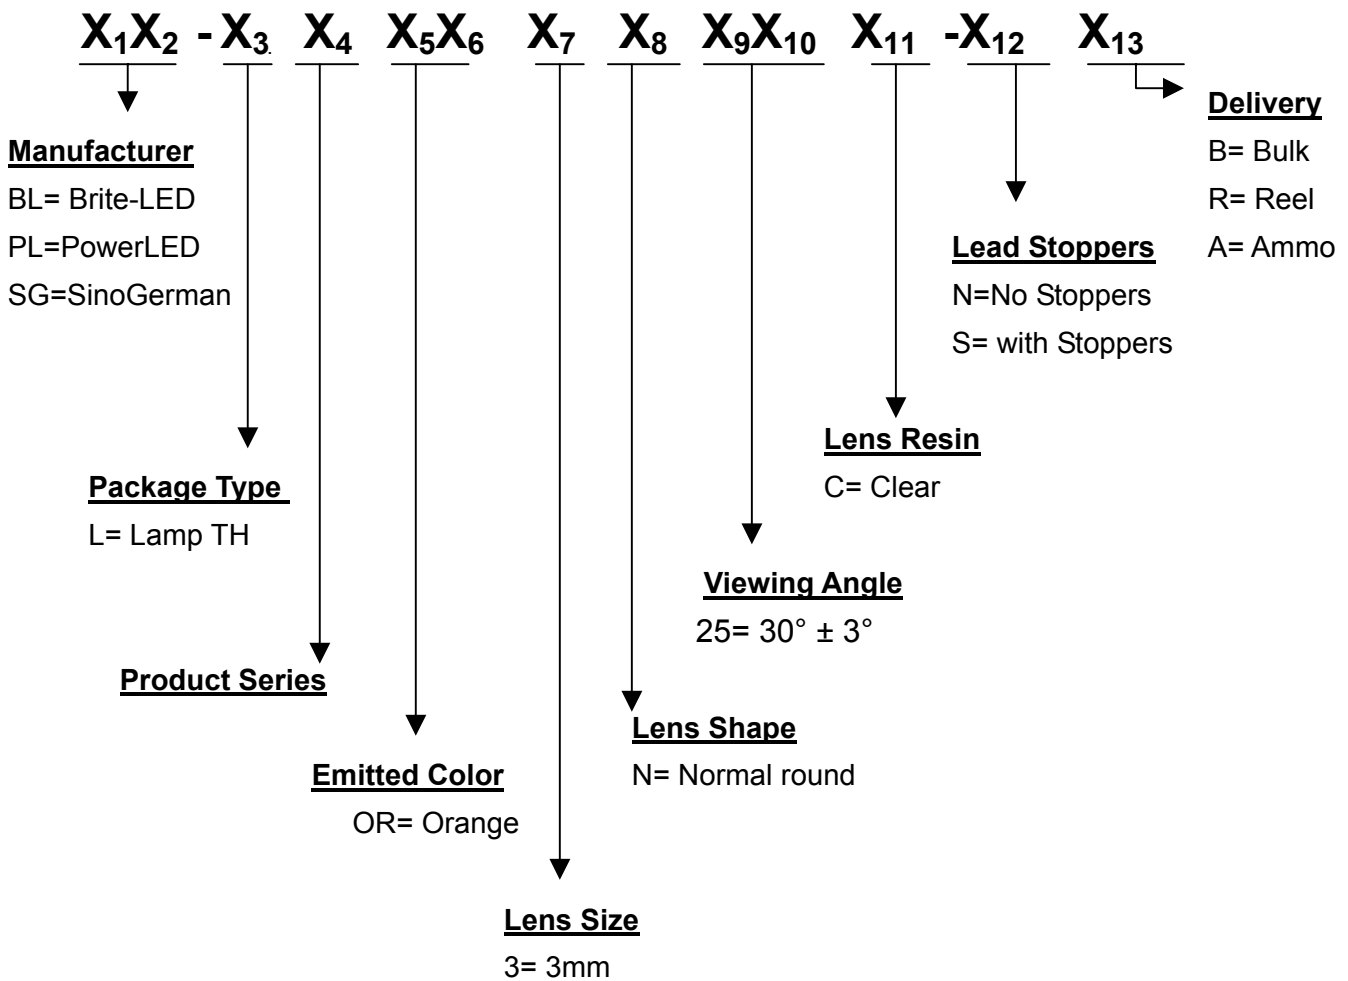 X₁X₂ - X₃ X₄ X₅X₆ X₇ X₈ X₉X₁₀ X₁₁ -X₁₂ X₁₃
Delivery
B= Bulk
R= Reel
A= Ammo
Manufacturer
BL= Brite-LED
PL=PowerLED
SG=SinoGerman
Lead Stoppers
N=No Stoppers
S= with Stoppers
Lens Resin
C= Clear
Package Type
L= Lamp TH
Viewing Angle
25= 30° ± 3°
Product Series
Lens Shape
N= Normal round
Emitted Color
OR= Orange
Lens Size
3= 3mm